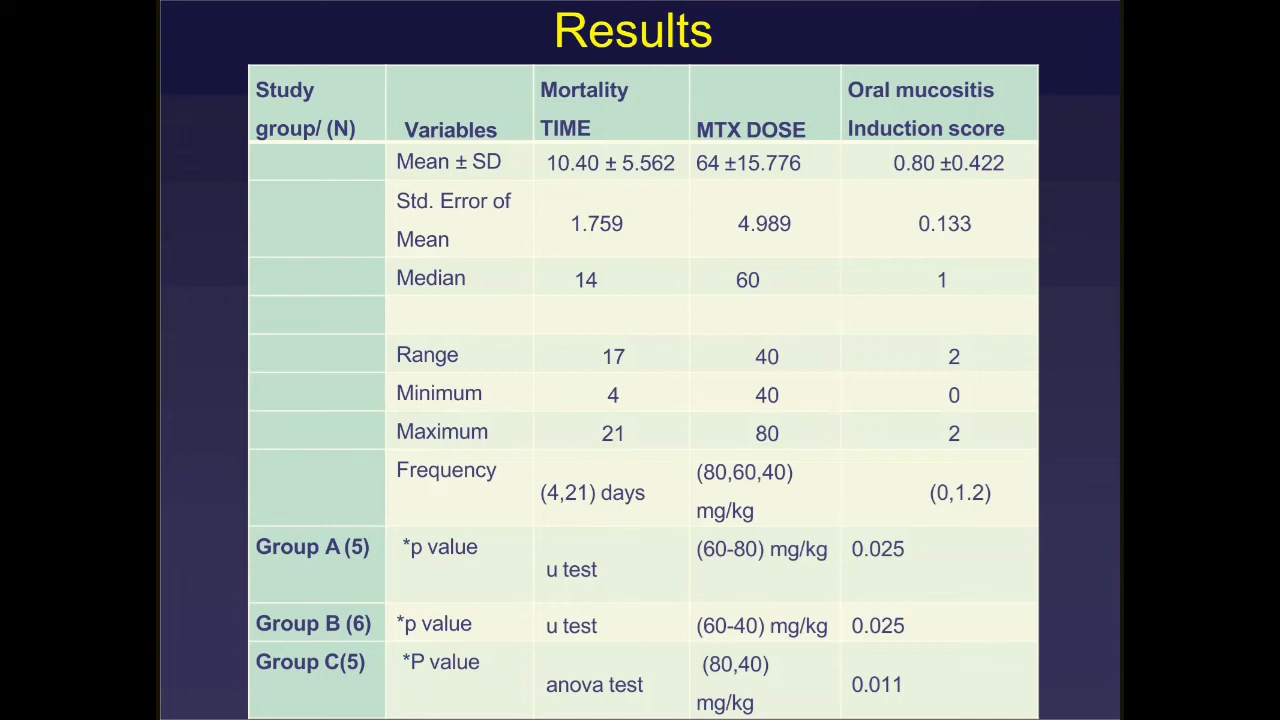 Results
Study group/ (N) Variables Mortality TIME MTX DOSE Oral mucositis Induction score
Mean ± SD 10.40 ± 5.562 64 ±15.776 0.80 ±0.422
Std. Error of Mean 1.759 4.989 0.133
Median 14 60 1
Range 17 40 2
Minimum 4 40 0
Maximum 21 80 2
Frequency (4,21) days (80,60,40) mg/kg (0,1.2)
Group A (5) *p value u test (60-80) mg/kg 0.025
Group B (6) *p value u test (60-40) mg/kg 0.025
Group C(5) *P value anova test (80,40) mg/kg 0.011